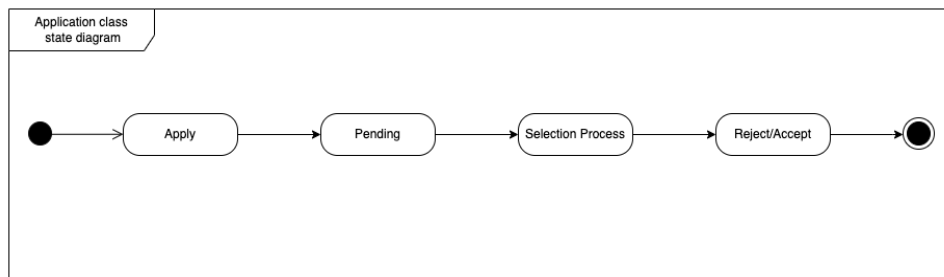 Application class
state diagram
Apply
Pending
Selection Process
Reject/Accept